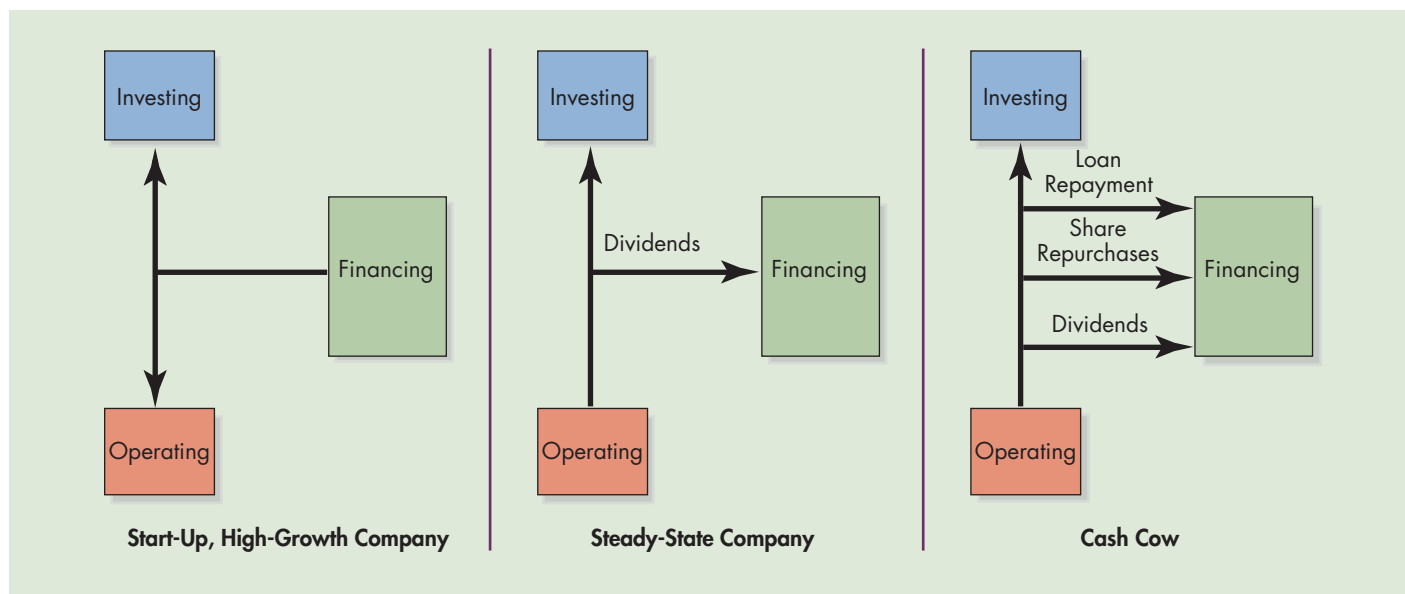 Investing
Financing
Operating
Start-Up, High-Growth Company
Investing
Dividends
Financing
Operating
Steady-State Company
Investing
Loan
Repayment
Share
Repurchases
Financing
Dividends
Operating
Cash Cow